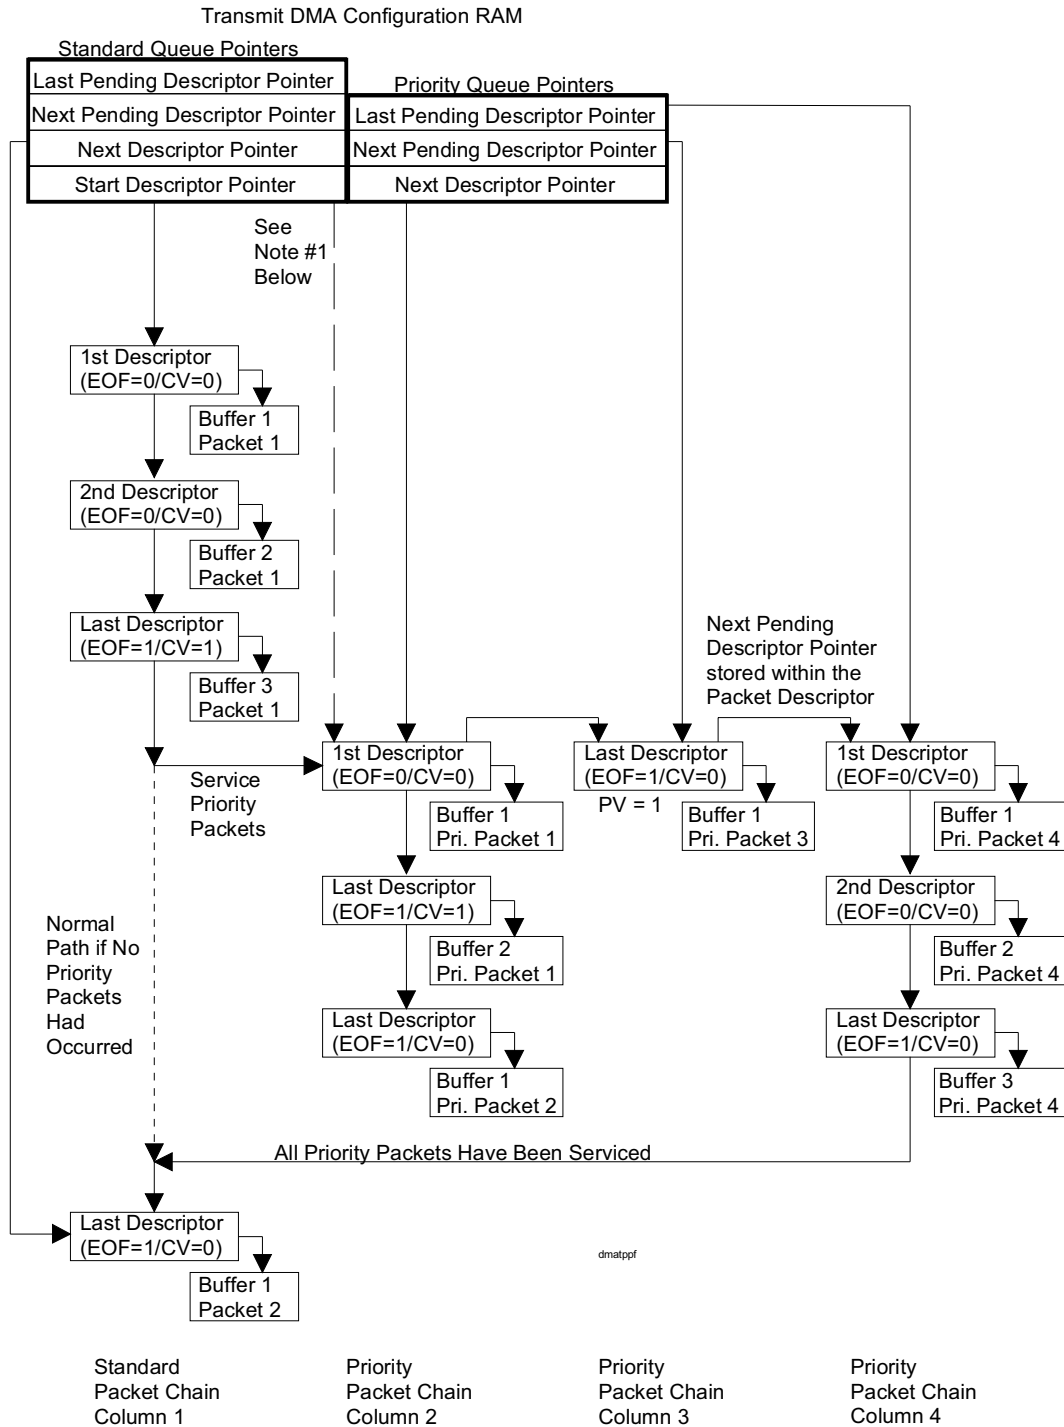 Transmit DMA Configuration RAM
Standard Queue Pointers
Last Pending Descriptor Pointer
Next Pending Descriptor Pointer
Next Descriptor Pointer
Start Descriptor Pointer
Priority Queue Pointers
Last Pending Descriptor Pointer
Next Pending Descriptor Pointer
Next Descriptor Pointer
See
Note #1
Below
1st Descriptor
(EOF=0/CV=0)
Buffer 1
Packet 1
2nd Descriptor
(EOF=0/CV=0)
Buffer 2
Packet 1
Last Descriptor
(EOF=1/CV=1)
Buffer 3
Packet 1
Next Pending
Descriptor Pointer
stored within the
Packet Descriptor
Service
Priority
Packets
1st Descriptor
(EOF=0/CV=0)
Buffer 1
Pri. Packet 1
Last Descriptor
(EOF=1/CV=0)
PV = 1
Buffer 1
Pri. Packet 3
1st Descriptor
(EOF=0/CV=0)
Buffer 1
Pri. Packet 4
Last Descriptor
(EOF=1/CV=1)
Buffer 2
Pri. Packet 1
2nd Descriptor
(EOF=0/CV=0)
Buffer 2
Pri. Packet 4
Normal
Path if No
Priority
Packets
Had
Occurred
Last Descriptor
(EOF=1/CV=0)
Buffer 1
Pri. Packet 2
Last Descriptor
(EOF=1/CV=0)
Buffer 3
Pri. Packet 4
All Priority Packets Have Been Serviced
Last Descriptor
(EOF=1/CV=0)
Buffer 1
Packet 2
dmatppf
Standard
Packet Chain
Column 1
Priority
Packet Chain
Column 2
Priority
Packet Chain
Column 3
Priority
Packet Chain
Column 4